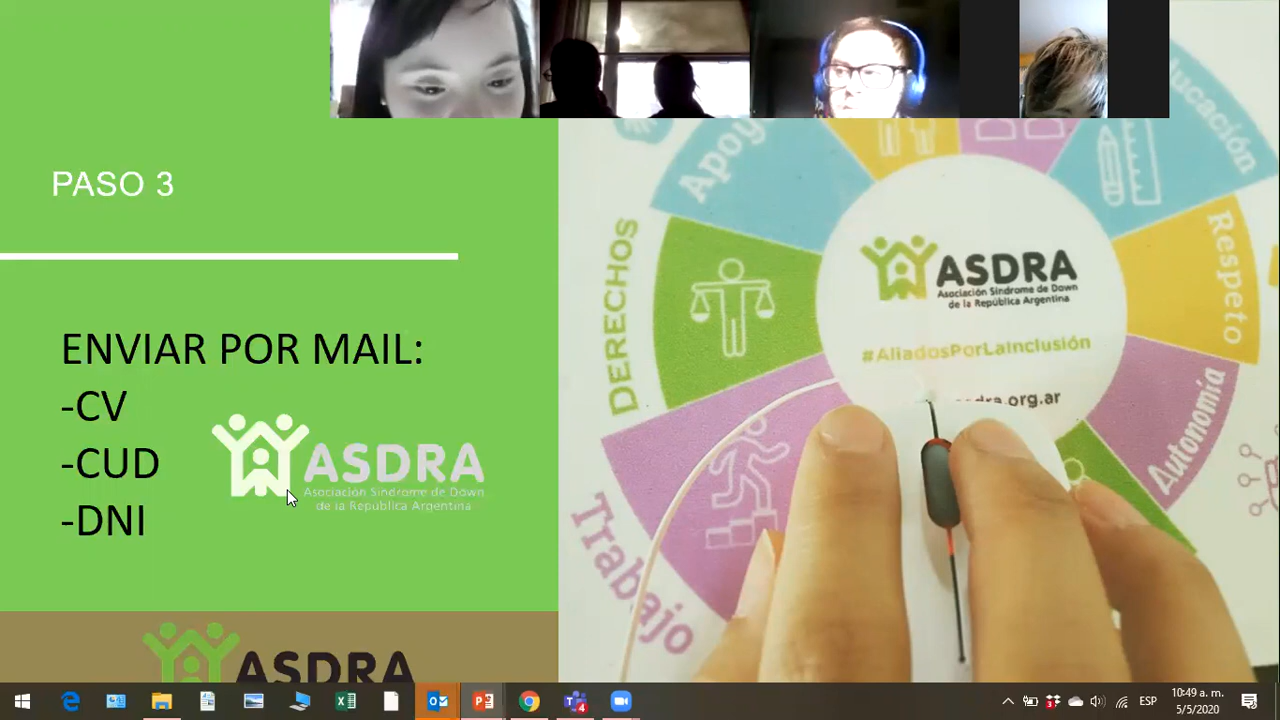 PASO 3
ENVIAR POR MAIL:
-CV
-CUD
-DNI
ASDRA
Asociación Síndrome de Down
de la República Argentina
ASDRA
Educación
Respeto
Autonomía
DERECHOS
Trabajo
ASDRA
Asociación Síndrome de Down
de la República Argentina
#AliadosPorLaInclusión
.org.ar
ESP
10:49 a. m.
5/5/2020